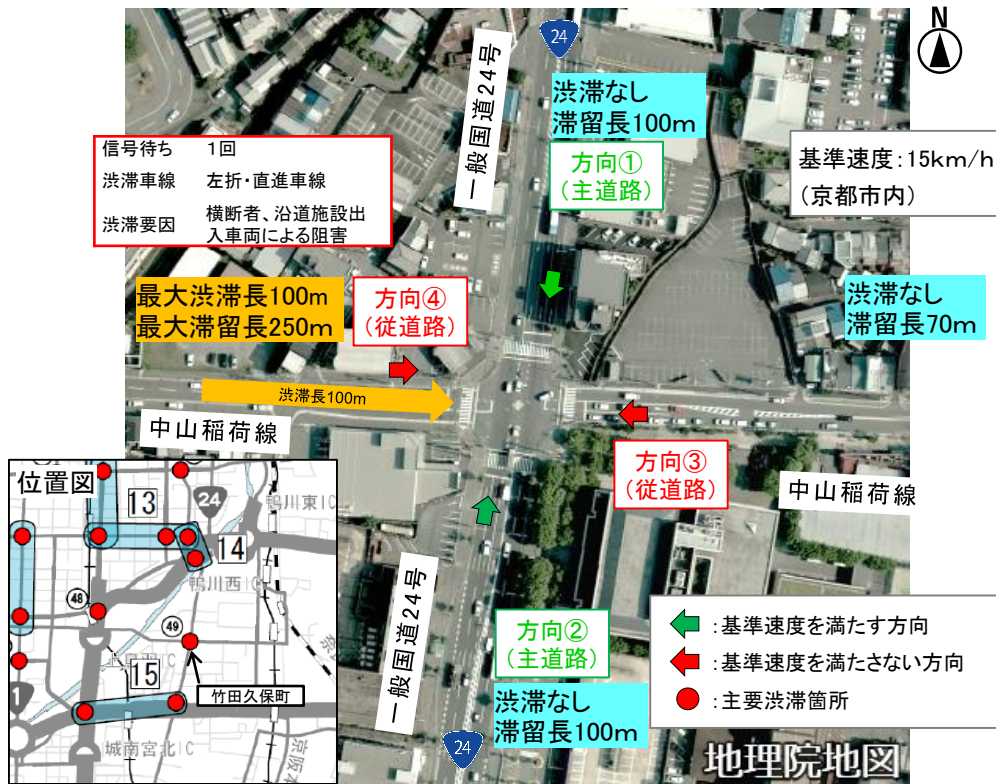 24
N
一般国道24号
渋滞なし
滞留長100m
方向①
(主道路)
基準速度:15km/h
(京都市内)
信号待ち 1回
渋滞車線 左折・直進車線
渋滞要因 横断者、沿道施設出
入車両による阻害
最大渋滞長100m
最大滞留長250m
方向④
(従道路)
渋滞なし
滞留長70m
渋滞長100m
中山稲荷線
方向③
(従道路)
中山稲荷線
位置図
13
24
鴨川東IC
14
鴨川西IC
48
49
15
1
竹田久保町
城南宮北IC
京阪本
一般国道24号
方向②
(主道路)
渋滞なし
滞留長100m
24
:基準速度を満たす方向
:基準速度を満たさない方向
:主要渋滞箇所
地理院地図